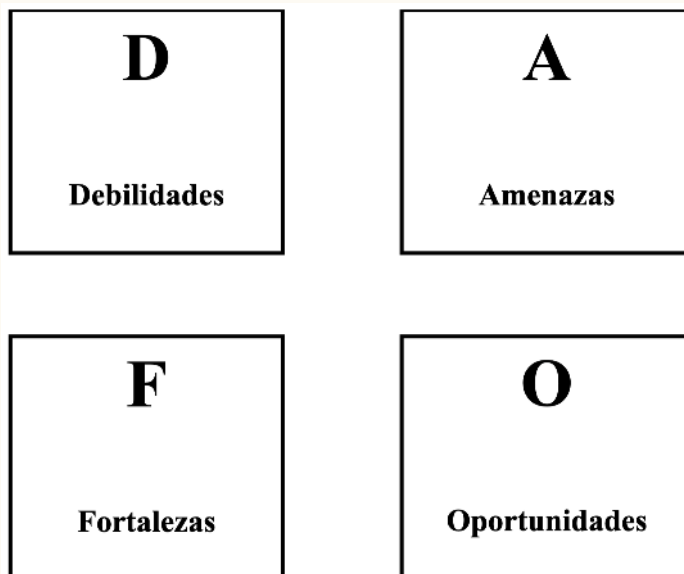 D
Debilidades
A
Amenazas
F
Fortalezas
O
Oportunidades